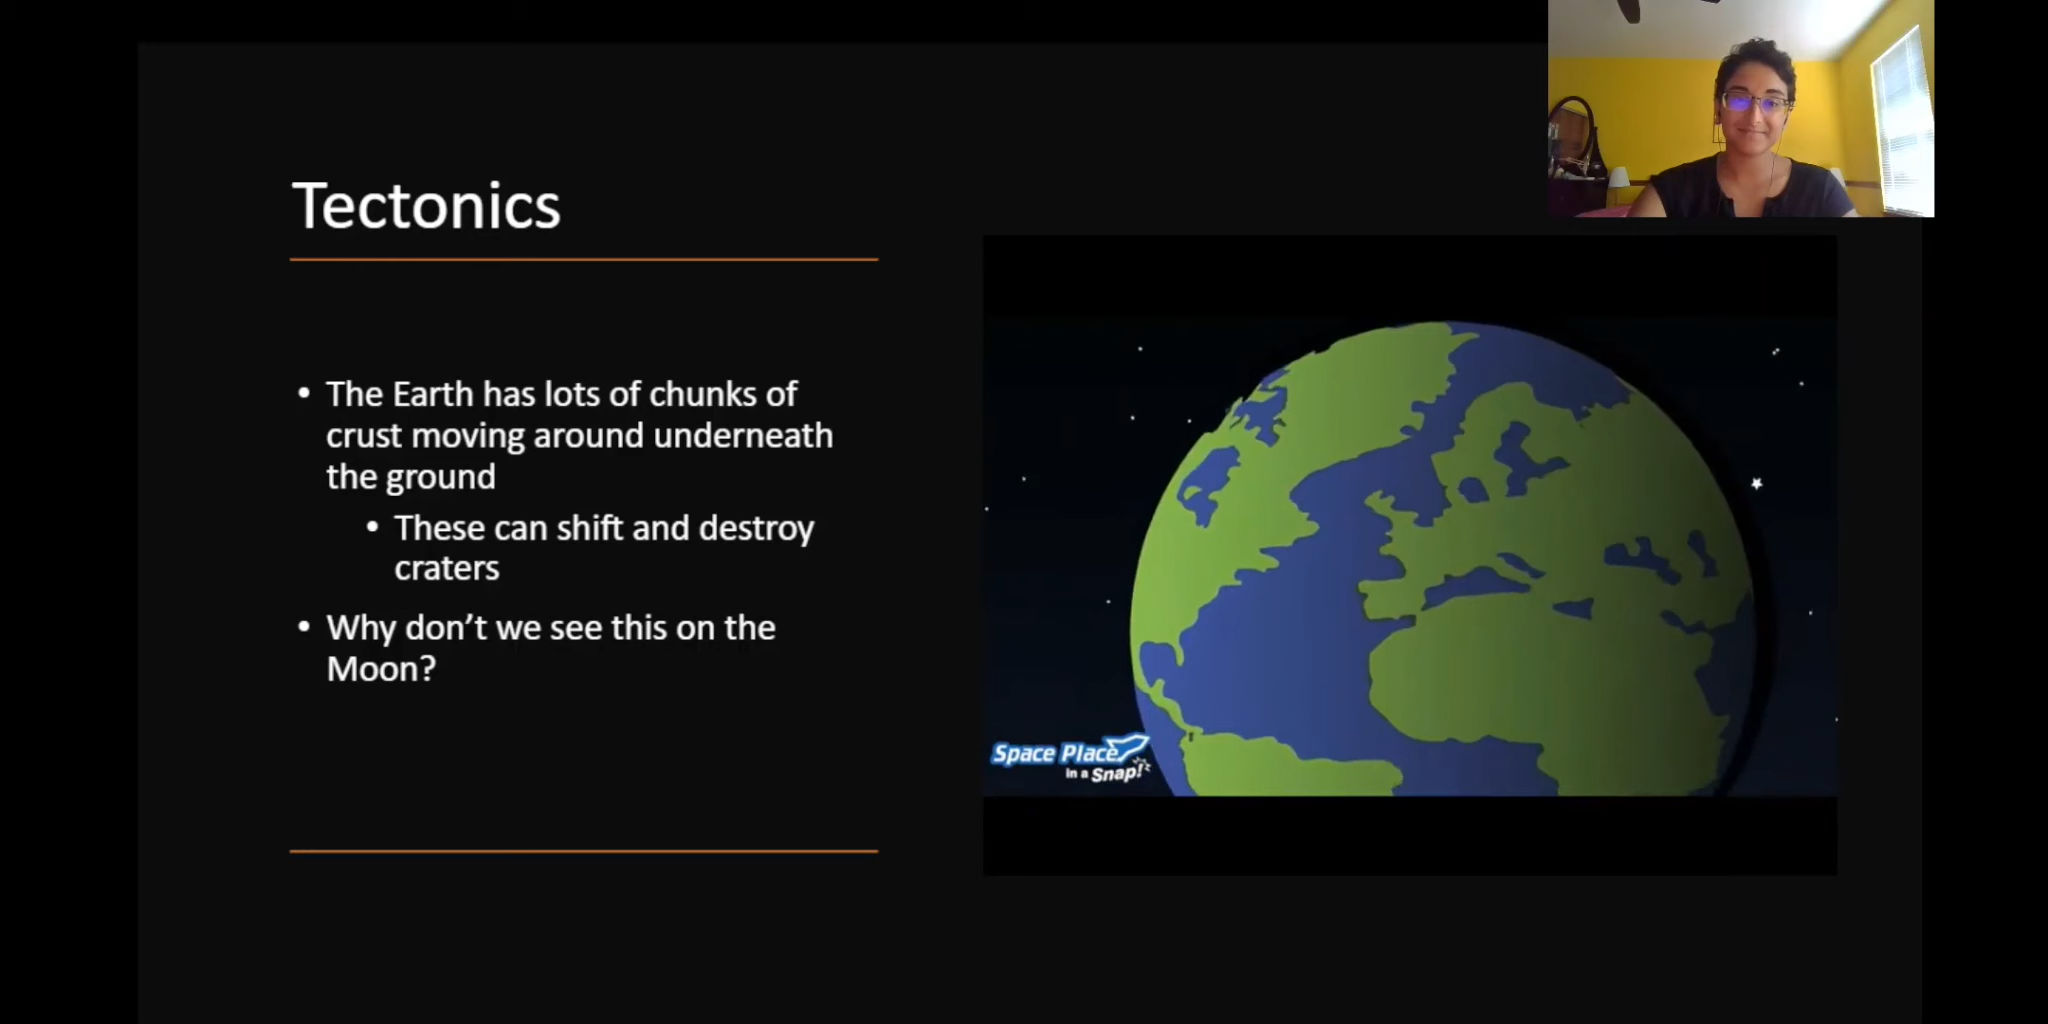 Tectonics
• The Earth has lots of chunks of
crust moving around underneath
the ground
• These can shift and destroy
craters
• Why don’t we see this on the
Moon?
Space Place
in a Snap!